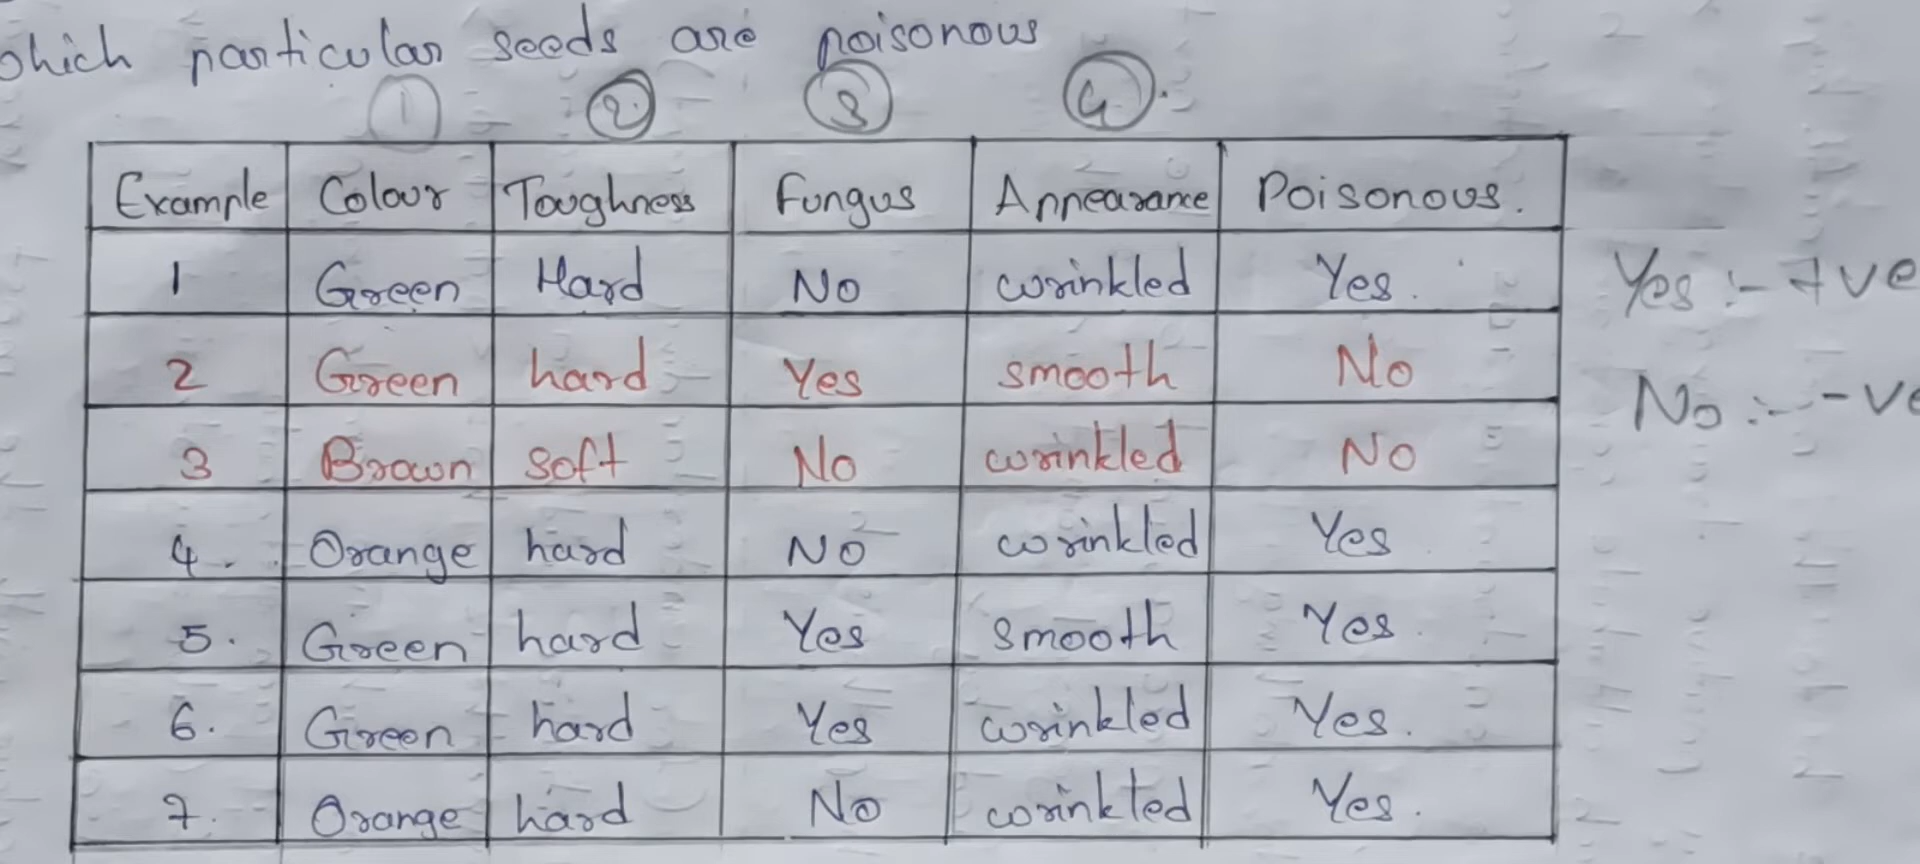 which particular seeds are poisonous
1 2. 3 4.
Example Colour Toughness Fungus Appearance Poisonous.
1 Green Hard No wrinkled Yes. Yes :- +ve
2 Green hard Yes smooth No
No :- -ve
3 Brown soft No wrinkled No
4. Orange hard No wrinkled Yes
5. Green hard Yes smooth Yes
6. Green hard Yes wrinkled Yes.
7. Orange hard No wrinkled Yes.